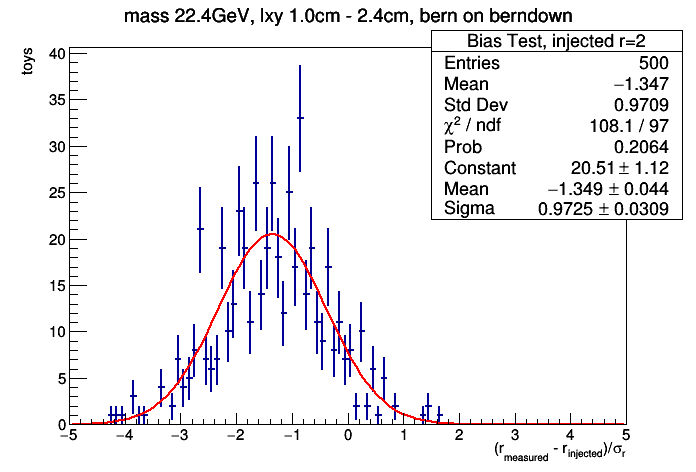 mass 22.4GeV, lxy 1.0cm - 2.4cm, bern on berndown
Bias Test, injected r=2
Entries 500
Mean −1.347
Std Dev 0.9709
χ² / ndf 108.1 / 97
Prob 0.2064
Constant 20.51 ± 1.12
Mean −1.349 ± 0.044
Sigma 0.9725 ± 0.0309
toys
40
35
30
25
20
15
10
5
0
−5 −4 −3 −2 −1 0 1 2 3 4 5
(r_measured - r_injected)/σ_r